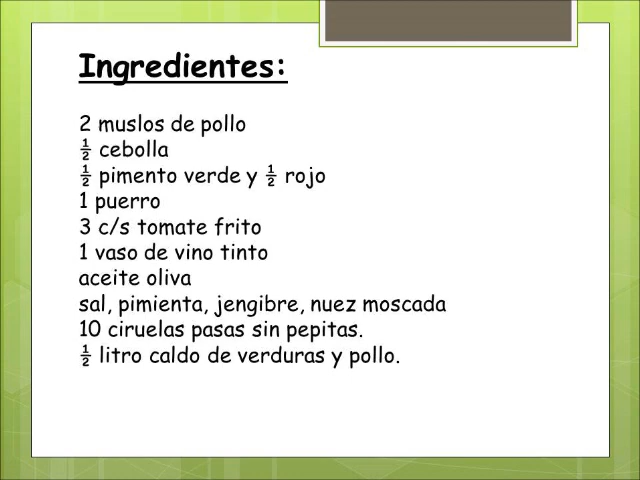 Ingredientes:
2 muslos de pollo
½ cebolla
½ pimento verde y ½ rojo
1 puerro
3 c/s tomate frito
1 vaso de vino tinto
aceite oliva
sal, pimienta, jengibre, nuez moscada
10 ciruelas pasas sin pepitas.
½ litro caldo de verduras y pollo.